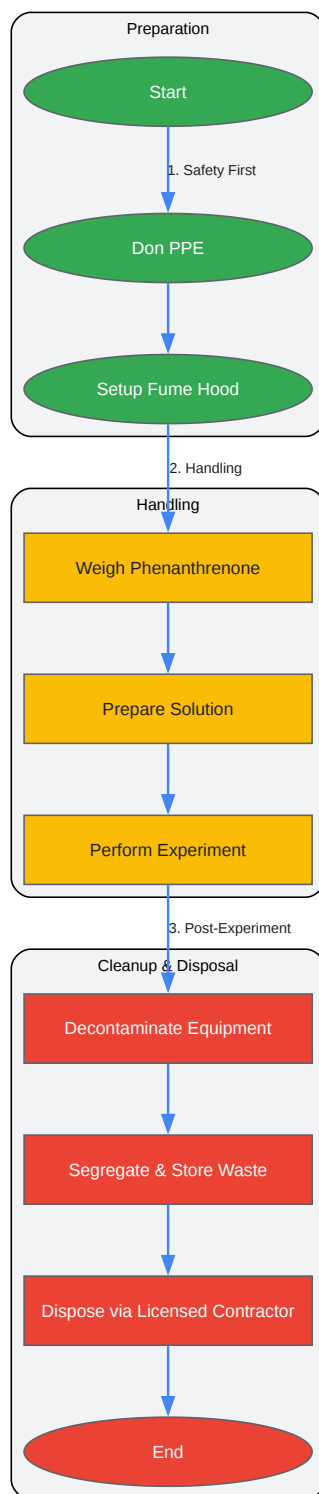 Preparation
Start
1. Safety First
Don PPE
Setup Fume Hood
2. Handling
Handling
Weigh Phenanthrenone
Prepare Solution
Perform Experiment
3. Post-Experiment
Cleanup & Disposal
Decontaminate Equipment
Segregate & Store Waste
Dispose via Licensed Contractor
End